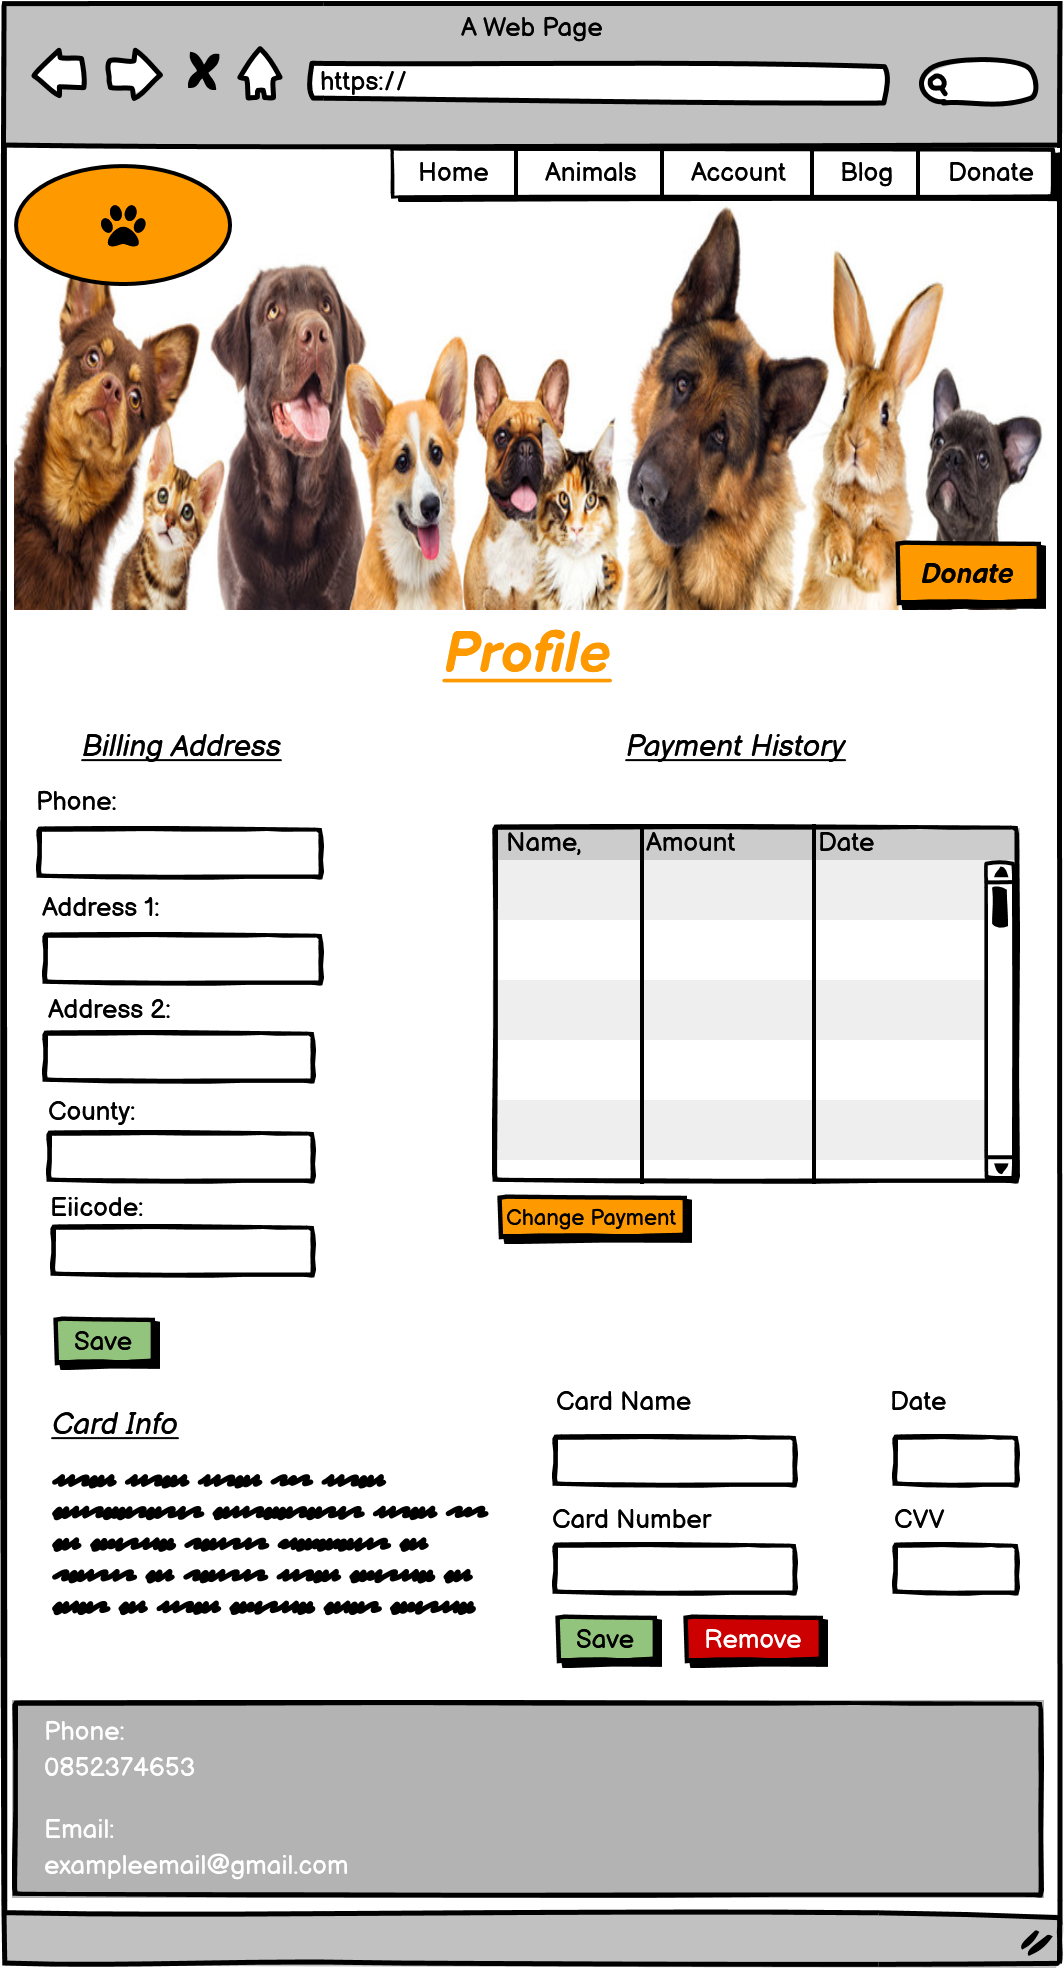 A Web Page
https://
Home Animals Account Blog Donate
Donate
Profile
Billing Address
Phone:
Address 1:
Address 2:
County:
Eiicode:
Save
Payment History
Name, Amount Date
Change Payment
Card Info
Card Name Date
Card Number CVV
Save Remove
Phone:
0852374653
Email:
exampleemail@gmail.com